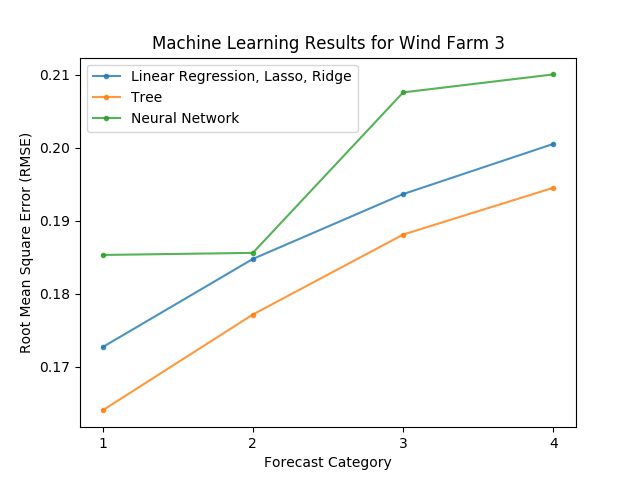 Machine Learning Results for Wind Farm 3
Linear Regression, Lasso, Ridge
Tree
Neural Network
Root Mean Square Error (RMSE)
0.21
0.20
0.19
0.18
0.17
1 2 3 4
Forecast Category